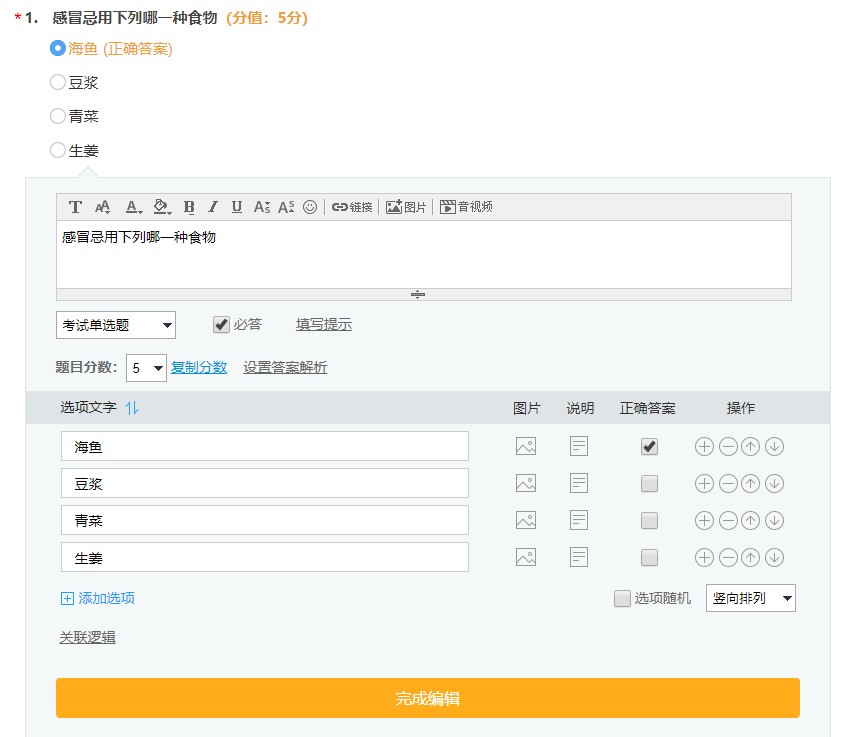 * 1. 感冒忌用下列哪一种食物 (分值：5分)
海鱼 (正确答案)
豆浆
青菜
生姜
T AA A B I U AS AS 链接 图片 音视频
感冒忌用下列哪一种食物
考试单选题 必答 填写提示
题目分数： 5 复制分数 设置答案解析
选项文字 图片 说明 正确答案 操作
海鱼
豆浆
青菜
生姜
添加选项 选项随机 竖向排列
关联逻辑
完成编辑